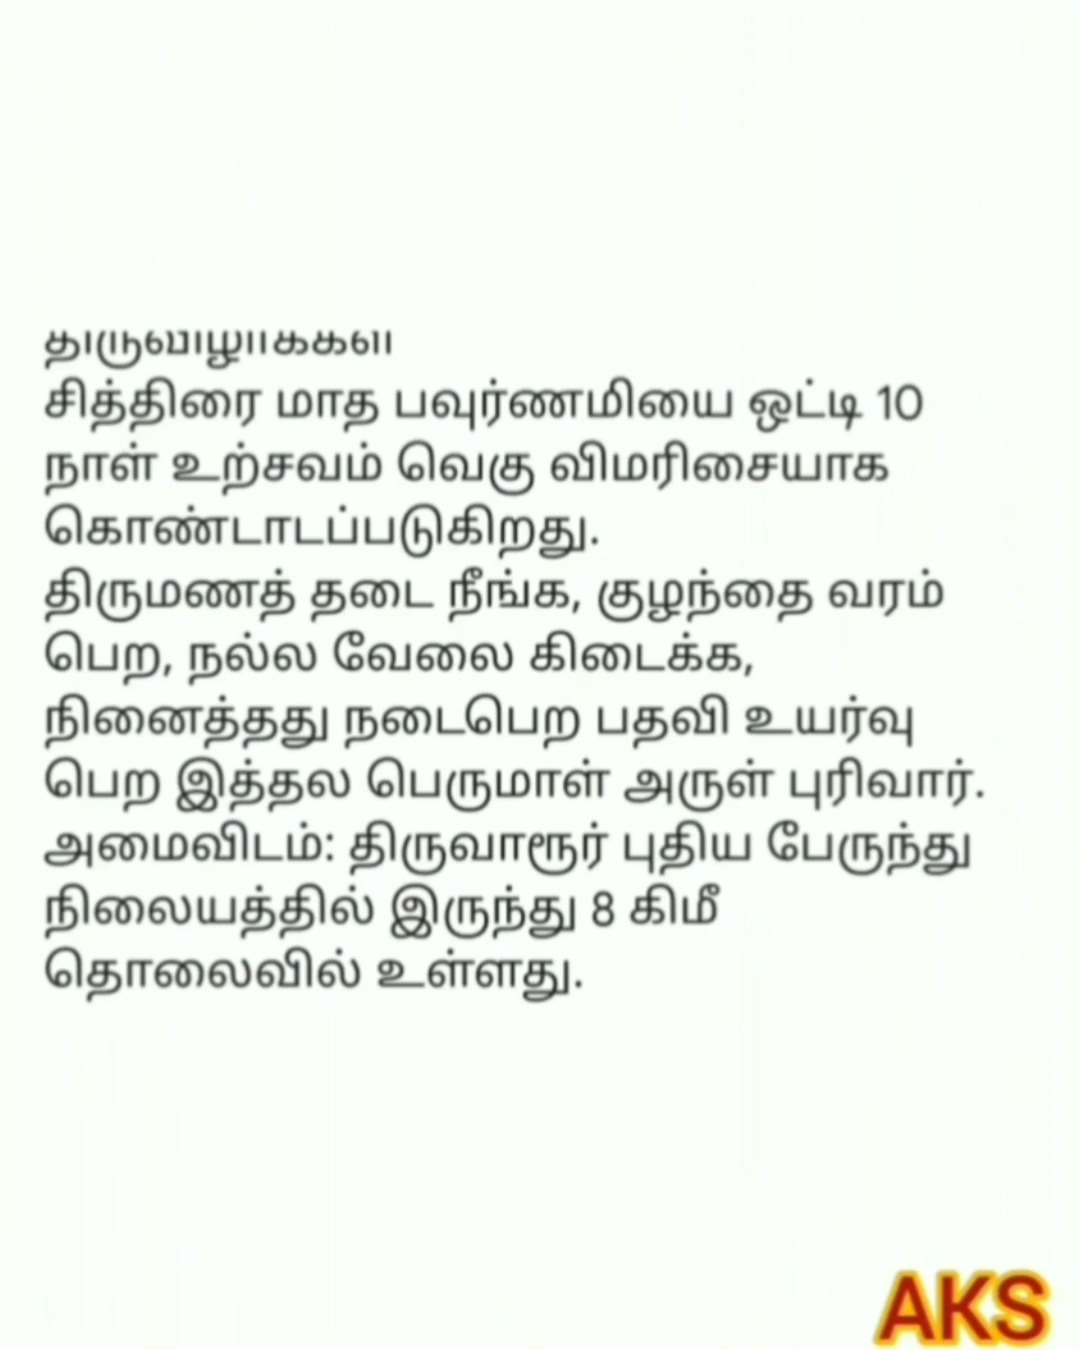 திருவிழாக்கள்
சித்திரை மாத பவுர்ணமியை ஒட்டி 10
நாள் உற்சவம் வெகு விமரிசையாக
கொண்டாடப்படுகிறது.
திருமணத் தடை நீங்க, குழந்தை வரம்
பெற, நல்ல வேலை கிடைக்க,
நினைத்தது நடைபெற பதவி உயர்வு
பெற இத்தல பெருமாள் அருள் புரிவார்.
அமைவிடம்: திருவாரூர் புதிய பேருந்து
நிலையத்தில் இருந்து 8 கிமீ
தொலைவில் உள்ளது.
AKS